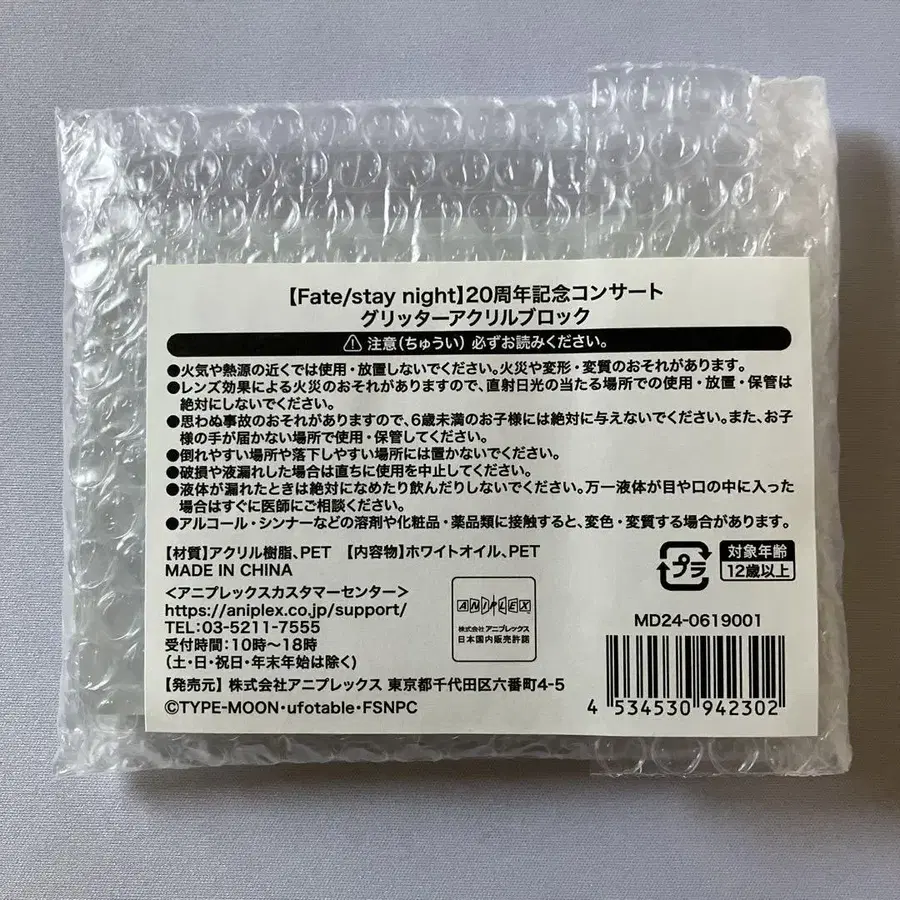 【Fate/stay night】20周年記念コンサート
グリッターアクリルブロック
⚠ 注意(ちゅうい) 必ずお読みください。
●火気や熱源の近くでは使用・放置しないでください。火災や変形・変質のおそれがあります。
●レンズ効果による火災のおそれがありますので、直射日光の当たる場所での使用・放置・保管は
絶対にしないでください。
●思わぬ事故のおそれがありますので、6歳未満のお子様には絶対に与えないでください。また、お子
様の手が届かない場所で使用・保管してください。
●倒れやすい場所や落下しやすい場所には置かないでください。
●破損や液漏れした場合は直ちに使用を中止してください。
●液体が漏れたときは絶対になめたり飲んだりしないでください。万一液体が目や口の中に入った
場合はすぐに医師にご相談ください。
●アルコール・シンナーなどの溶剤や化粧品・薬品類に接触すると、変色・変質する場合があります。
【材質】アクリル樹脂、PET 【内容物】ホワイトオイル、PET
MADE IN CHINA
<アニプレックスカスタマーセンター>
https://aniplex.co.jp/support/
TEL:03-5211-7555
受付時間:10時〜18時
(土・日・祝日・年末年始は除く)
【発売元】 株式会社アニプレックス 東京都千代田区六番町4-5
©TYPE-MOON・ufotable・FSNPC
ANIPLEX
株式会社アニプレックス
日本国内販売許諾
プラ
対象年齢
12歳以上
MD24-0619001
4 534530 942302